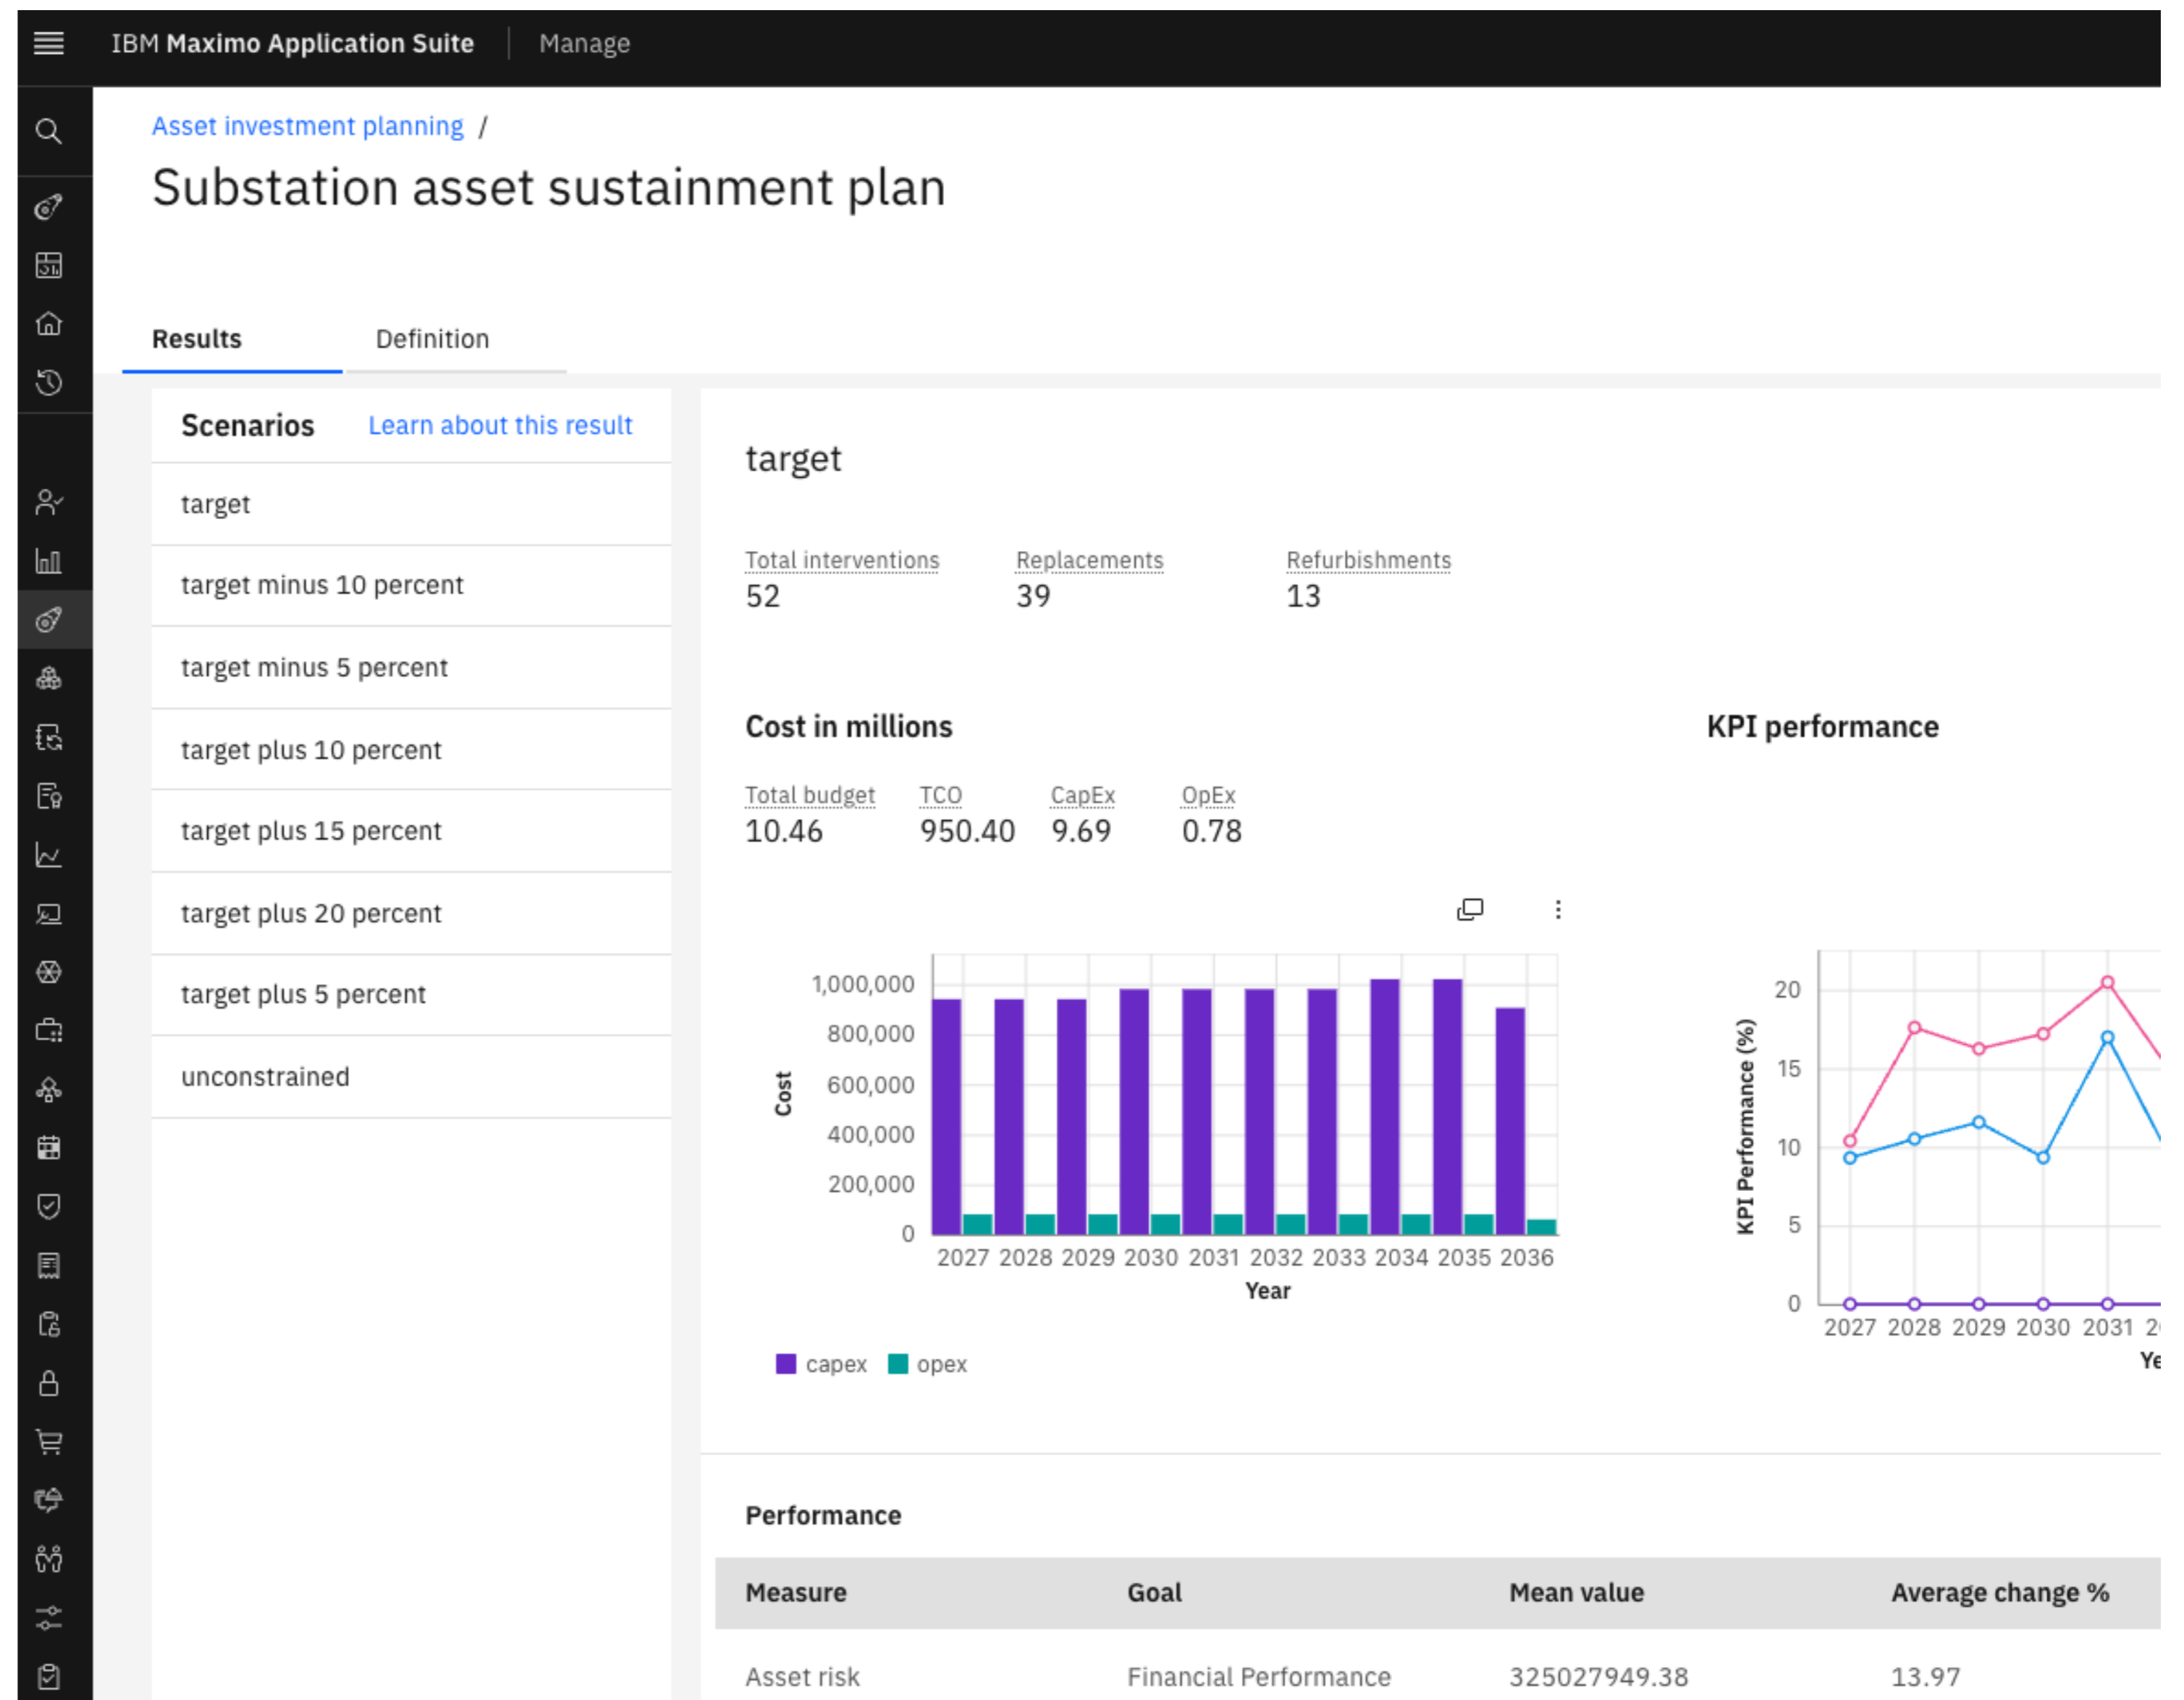 IBM Maximo Application Suite | Manage
Asset investment planning /
Substation asset sustainment plan
Results Definition
Scenarios Learn about this result
target
target minus 10 percent
target minus 5 percent
target plus 10 percent
target plus 15 percent
target plus 20 percent
target plus 5 percent
unconstrained
target
Total interventions Replacements Refurbishments
52 39 13
Cost in millions
Total budget TCO CapEx OpEx
10.46 950.40 9.69 0.78
1,000,000
800,000
600,000
400,000
200,000
0
Cost
2027 2028 2029 2030 2031 2032 2033 2034 2035 2036
Year
capex opex
KPI performance
20
15
10
5
0
KPI Performance (%)
2027 2028 2029 2030 2031
Performance
Measure Goal Mean value Average change %
Asset risk Financial Performance 325027949.38 13.97